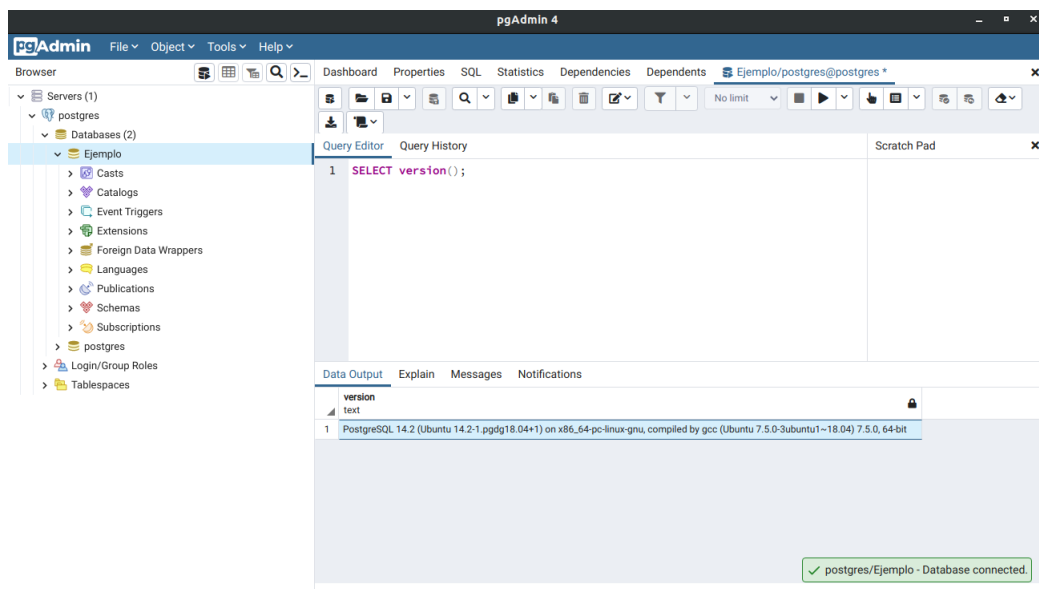 pgAdmin 4
pgAdmin File Object Tools Help
Browser
Dashboard Properties SQL Statistics Dependencies Dependents Ejemplo/postgres@postgres *
Servers (1)
postgres
Databases (2)
Ejemplo
Casts
Catalogs
Event Triggers
Extensions
Foreign Data Wrappers
Languages
Publications
Schemas
Subscriptions
postgres
Login/Group Roles
Tablespaces
No limit
Query Editor Query History
Scratch Pad
1 SELECT version();
Data Output Explain Messages Notifications
version
text
1 PostgreSQL 14.2 (Ubuntu 14.2-1.pgdg18.04+1) on x86_64-pc-linux-gnu, compiled by gcc (Ubuntu 7.5.0-3ubuntu1~18.04) 7.5.0, 64-bit
postgres/Ejemplo - Database connected.